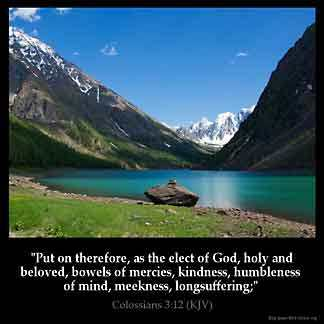 "Put on therefore, as the elect of God, holy and
beloved, bowels of mercies, kindness, humbleness
of mind, meekness, longsuffering;"
Colossians 3:12 (KJV)